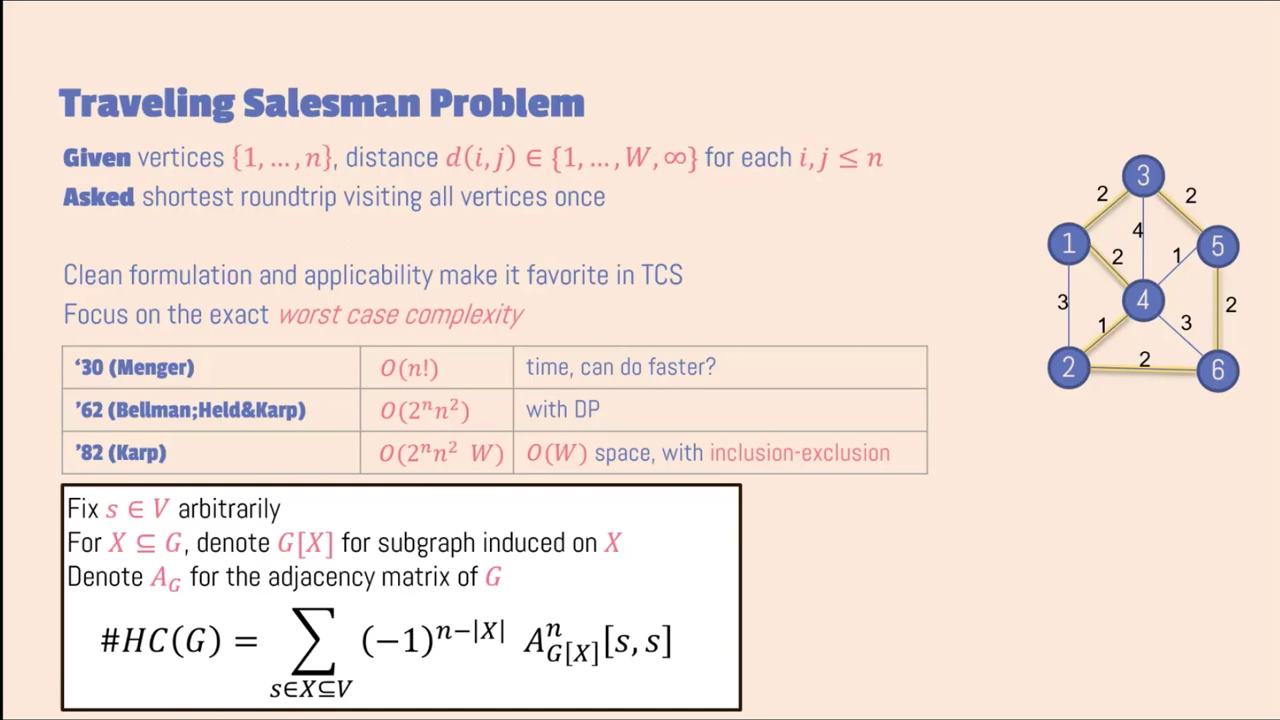 Traveling Salesman Problem
Given vertices {1, …, n}, distance d(i, j) ∈ {1, …, W, ∞} for each i, j ≤ n
Asked shortest roundtrip visiting all vertices once
Clean formulation and applicability make it favorite in TCS
Focus on the exact worst case complexity
‘30 (Menger) O(n!) time, can do faster?
’62 (Bellman;Held&Karp) O(2ⁿn²) with DP
’82 (Karp) O(2ⁿn² W) O(W) space, with inclusion-exclusion
Fix s ∈ V arbitrarily
For X ⊆ G, denote G[X] for subgraph induced on X
Denote A_G for the adjacency matrix of G
#HC(G) = ∑_{s∈X⊆V} (−1)^{n−|X|} A^n_{G[X]}[s, s]
3
2 2
4
1 5
2 1
3 4 2
1 3
2 2 6